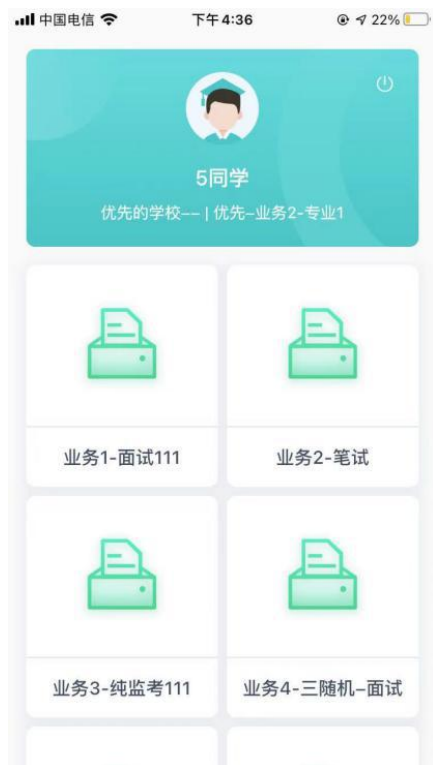 中国电信 下午4:36 22%
5同学
优先的学校–– | 优先–业务2-专业1
业务1-面试111 业务2-笔试
业务3-纯监考111 业务4-三随机–面试